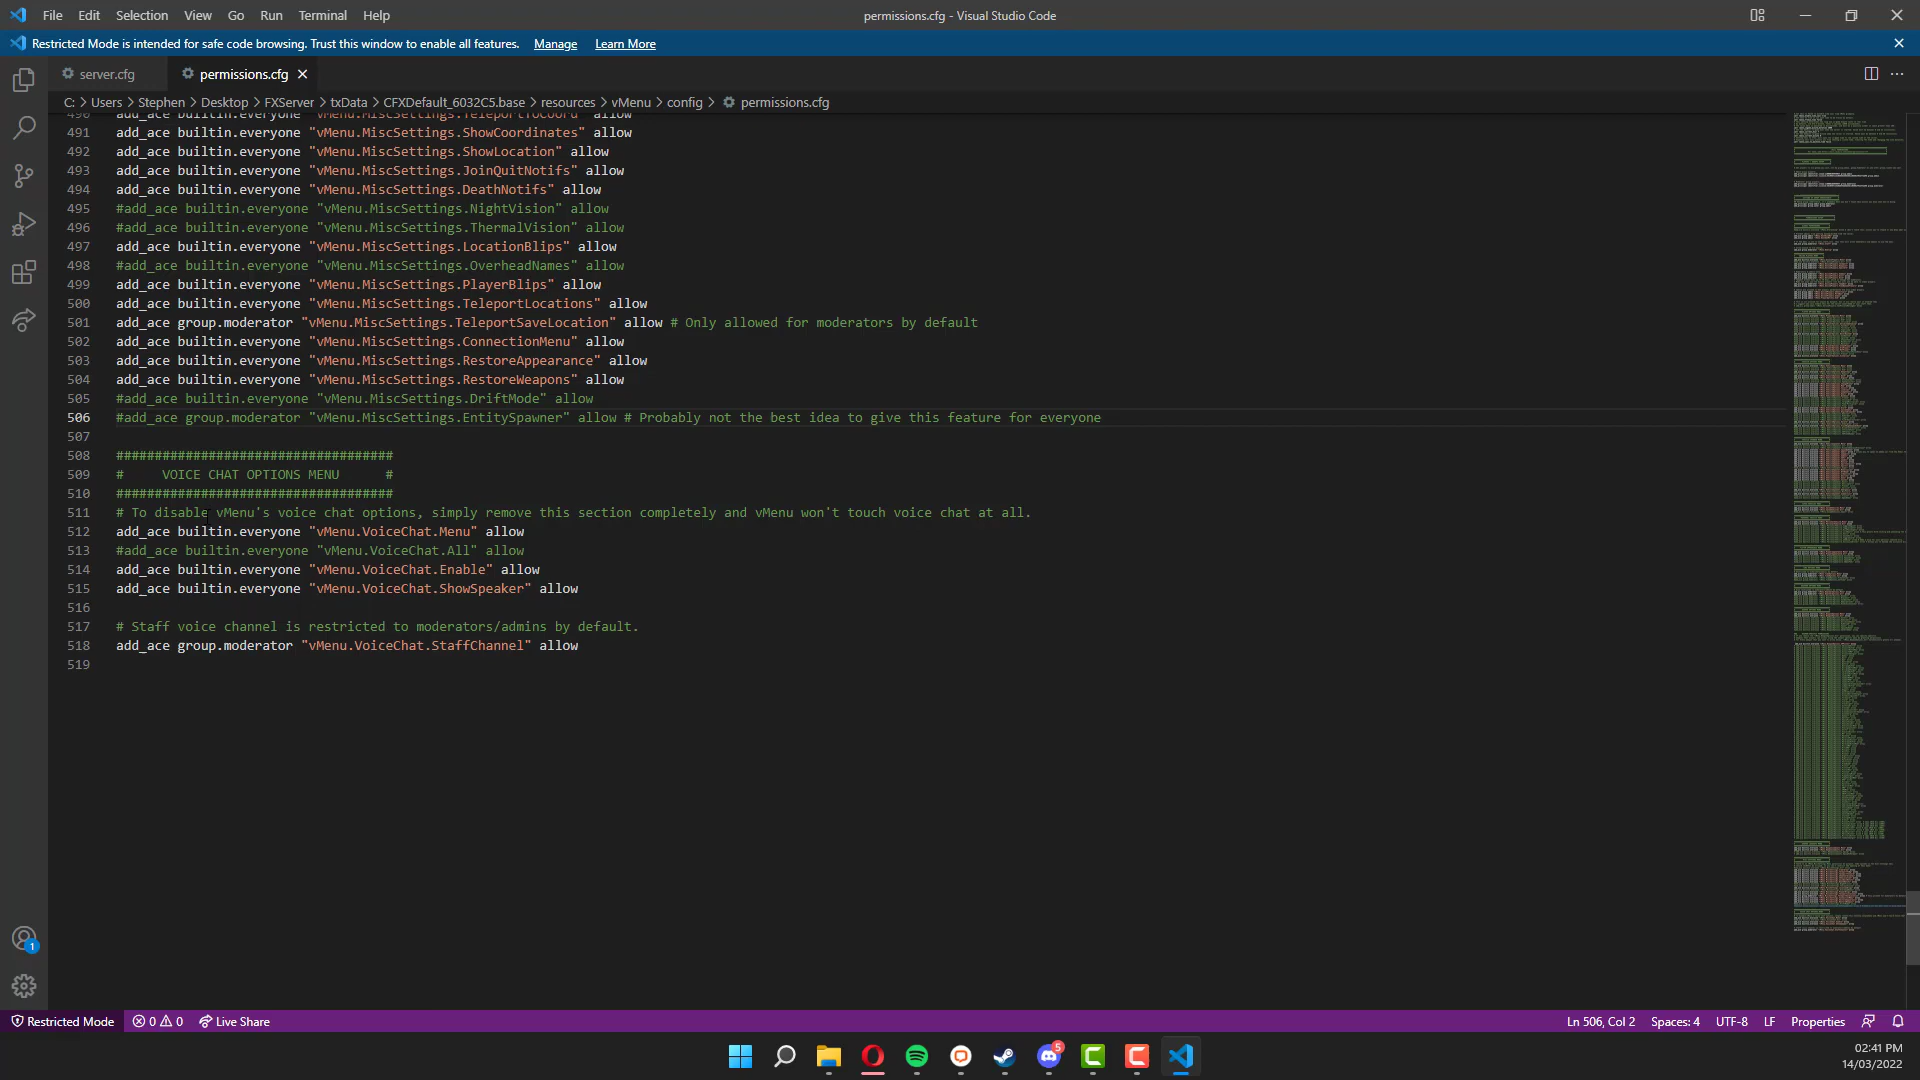 File Edit Selection View Go Run Terminal Help
permissions.cfg - Visual Studio Code
Restricted Mode is intended for safe code browsing. Trust this window to enable all features. Manage Learn More
server.cfg permissions.cfg
C: > Users > Stephen > Desktop > FXServer > txData > CFXDefault_6032C5.base > resources > vMenu > config > permissions.cfg
490 add_ace builtin.everyone "vMenu.MiscSettings.TeleportToCoord" allow
491 add_ace builtin.everyone "vMenu.MiscSettings.ShowCoordinates" allow
492 add_ace builtin.everyone "vMenu.MiscSettings.ShowLocation" allow
493 add_ace builtin.everyone "vMenu.MiscSettings.JoinQuitNotifs" allow
494 add_ace builtin.everyone "vMenu.MiscSettings.DeathNotifs" allow
495 #add_ace builtin.everyone "vMenu.MiscSettings.NightVision" allow
496 #add_ace builtin.everyone "vMenu.MiscSettings.ThermalVision" allow
497 add_ace builtin.everyone "vMenu.MiscSettings.LocationBlips" allow
498 #add_ace builtin.everyone "vMenu.MiscSettings.OverheadNames" allow
499 add_ace builtin.everyone "vMenu.MiscSettings.PlayerBlips" allow
500 add_ace builtin.everyone "vMenu.MiscSettings.TeleportLocations" allow
501 add_ace group.moderator "vMenu.MiscSettings.TeleportSaveLocation" allow # Only allowed for moderators by default
502 add_ace builtin.everyone "vMenu.MiscSettings.ConnectionMenu" allow
503 add_ace builtin.everyone "vMenu.MiscSettings.RestoreAppearance" allow
504 add_ace builtin.everyone "vMenu.MiscSettings.RestoreWeapons" allow
505 #add_ace builtin.everyone "vMenu.MiscSettings.DriftMode" allow
506 #add_ace group.moderator "vMenu.MiscSettings.EntitySpawner" allow # Probably not the best idea to give this feature for everyone
507
508 ####################################
509 # VOICE CHAT OPTIONS MENU #
510 ####################################
511 # To disable vMenu's voice chat options, simply remove this section completely and vMenu won't touch voice chat at all.
512 add_ace builtin.everyone "vMenu.VoiceChat.Menu" allow
513 #add_ace builtin.everyone "vMenu.VoiceChat.All" allow
514 add_ace builtin.everyone "vMenu.VoiceChat.Enable" allow
515 add_ace builtin.everyone "vMenu.VoiceChat.ShowSpeaker" allow
516
517 # Staff voice channel is restricted to moderators/admins by default.
518 add_ace group.moderator "vMenu.VoiceChat.StaffChannel" allow
519
1
Restricted Mode 0 0 Live Share
Ln 506, Col 2 Spaces: 4 UTF-8 LF Properties
5
02:41 PM
14/03/2022